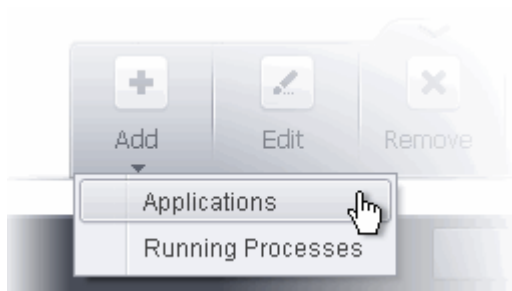 Add Edit Remove
Applications
Running Processes